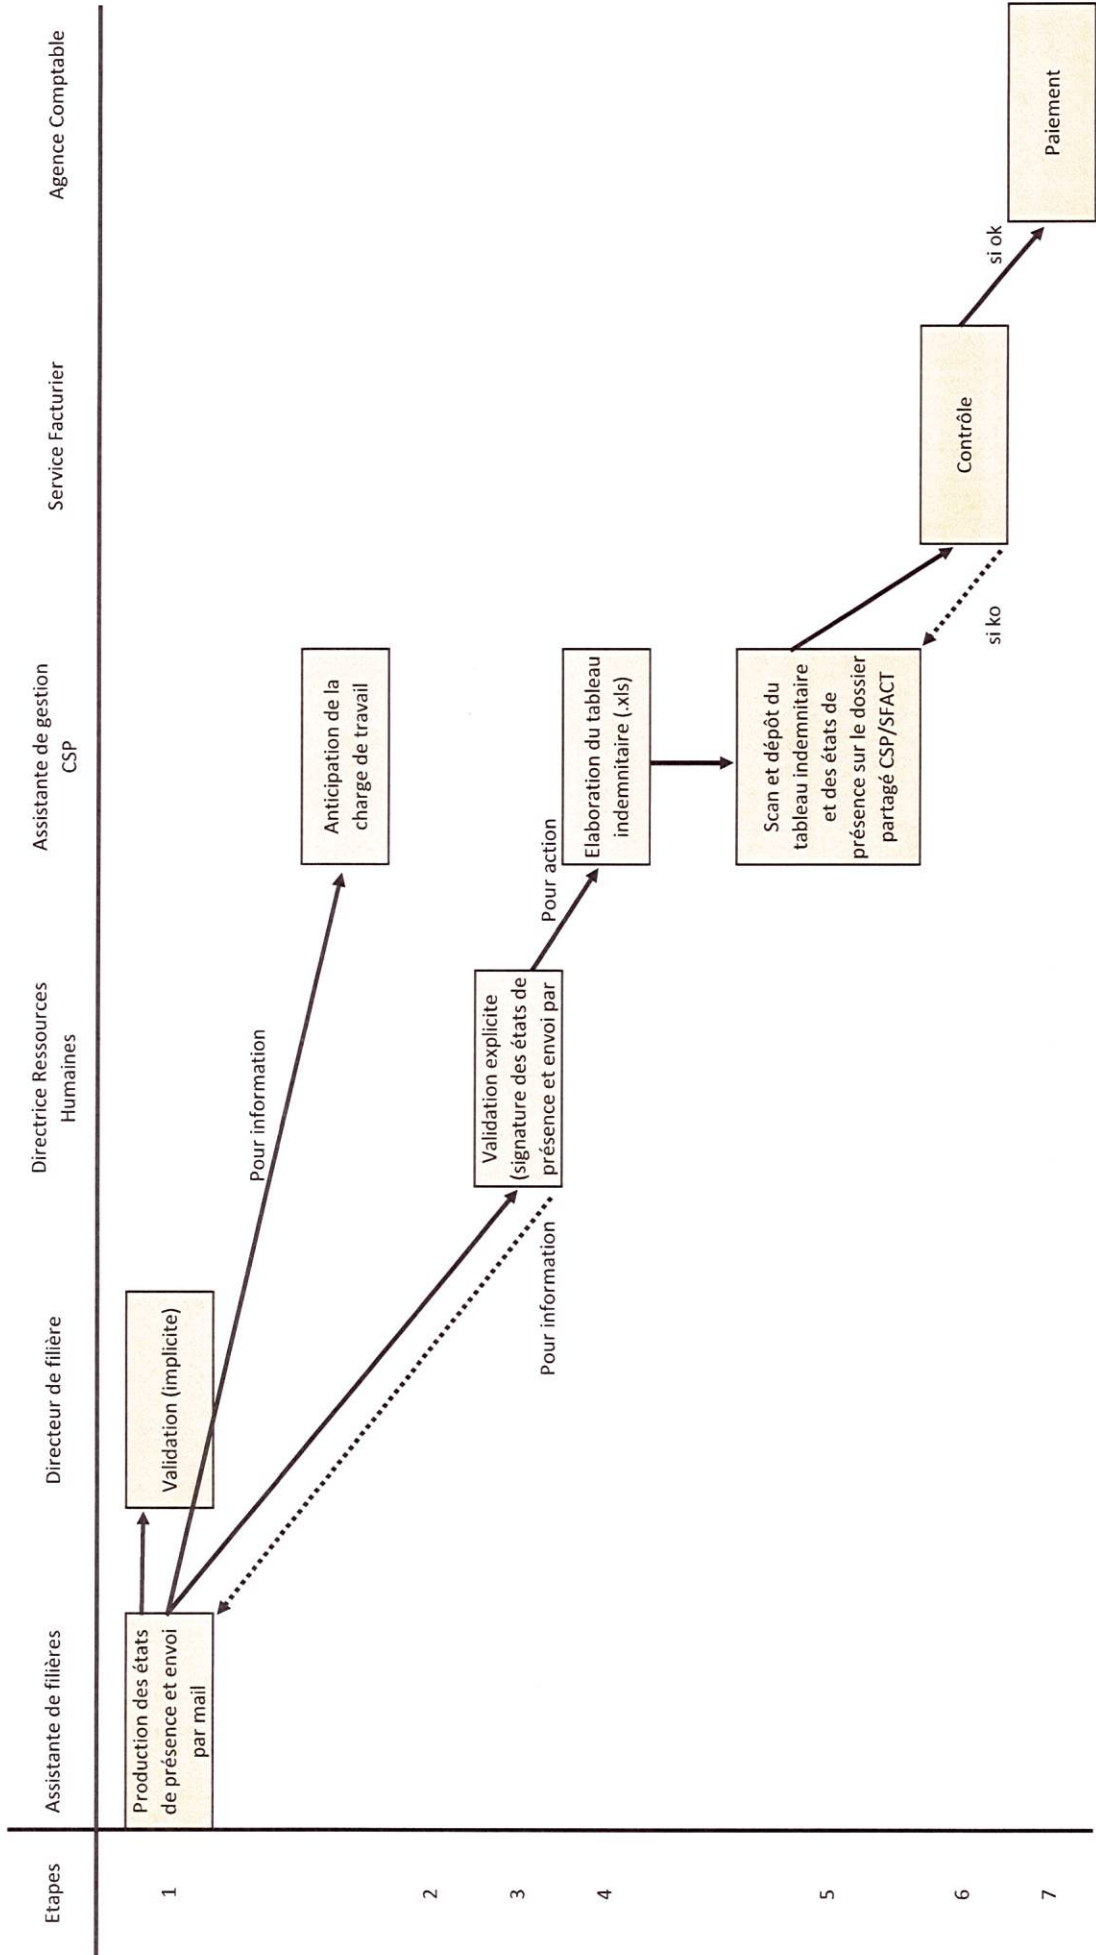 Etapes
Assistante de filières
Directeur de filière
Directrice Ressources
Humaines
Assistante de gestion
CSP
Service Facturier
Agence Comptable
1
Production des états
de présence et envoi
par mail
Validation (implicite)
Pour information
Anticipation de la
charge de travail
2
3
Validation explicite
(signature des états de
présence et envoi par
Pour information
Pour action
4
Elaboration du tableau
indemnitaire (.xls)
5
Scan et dépôt du
tableau indemnitaire
et des états de
présence sur le dossier
partagé CSP/SFACT
si ko
6
Contrôle
si ok
7
Paiement